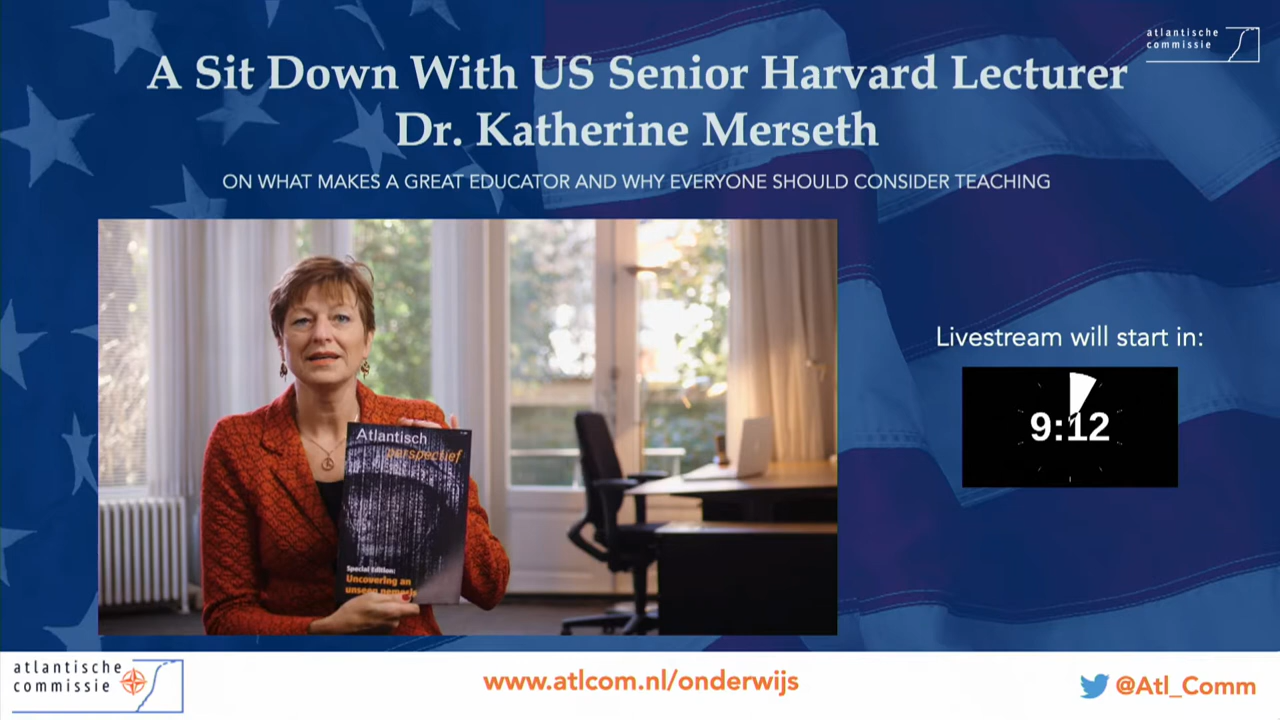 atlantische
commissie
A Sit Down With US Senior Harvard Lecturer
Dr. Katherine Merseth
ON WHAT MAKES A GREAT EDUCATOR AND WHY EVERYONE SHOULD CONSIDER TEACHING
Livestream will start in:
9:12
Atlantisch
perspectief
Special Edition:
Uncovering an
unseen nemesis
atlantische
commissie
www.atlcom.nl/onderwijs
@Atl_Comm